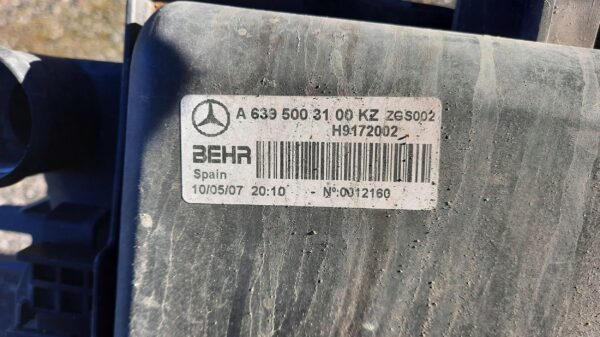 A 639 500 31 00 KZ ZGS002
H9172002
BEHR
Spain
10/05/07 20:10 - Nº:0012160